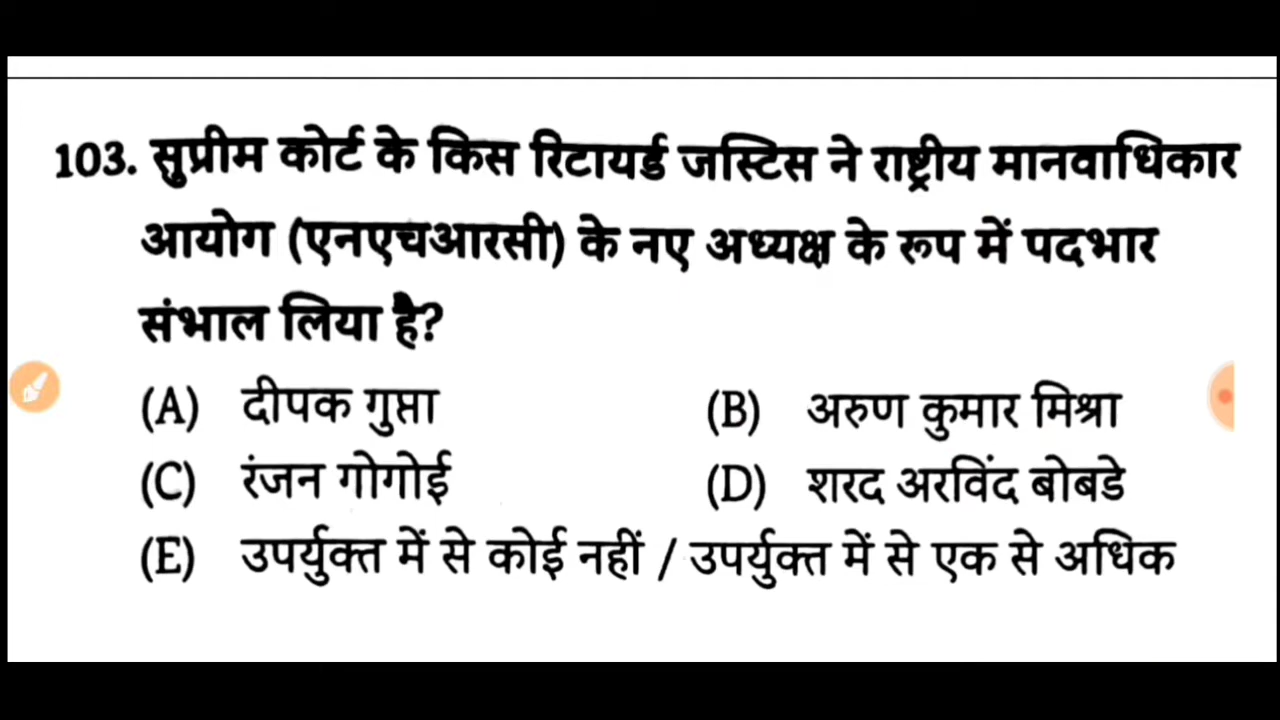 103. सुप्रीम कोर्ट के किस रिटायर्ड जस्टिस ने राष्ट्रीय मानवाधिकार
आयोग (एनएचआरसी) के नए अध्यक्ष के रूप में पदभार
संभाल लिया है?
(A) दीपक गुप्ता (B) अरुण कुमार मिश्रा
(C) रंजन गोगोई (D) शरद अरविंद बोबडे
(E) उपर्युक्त में से कोई नहीं / उपर्युक्त में से एक से अधिक